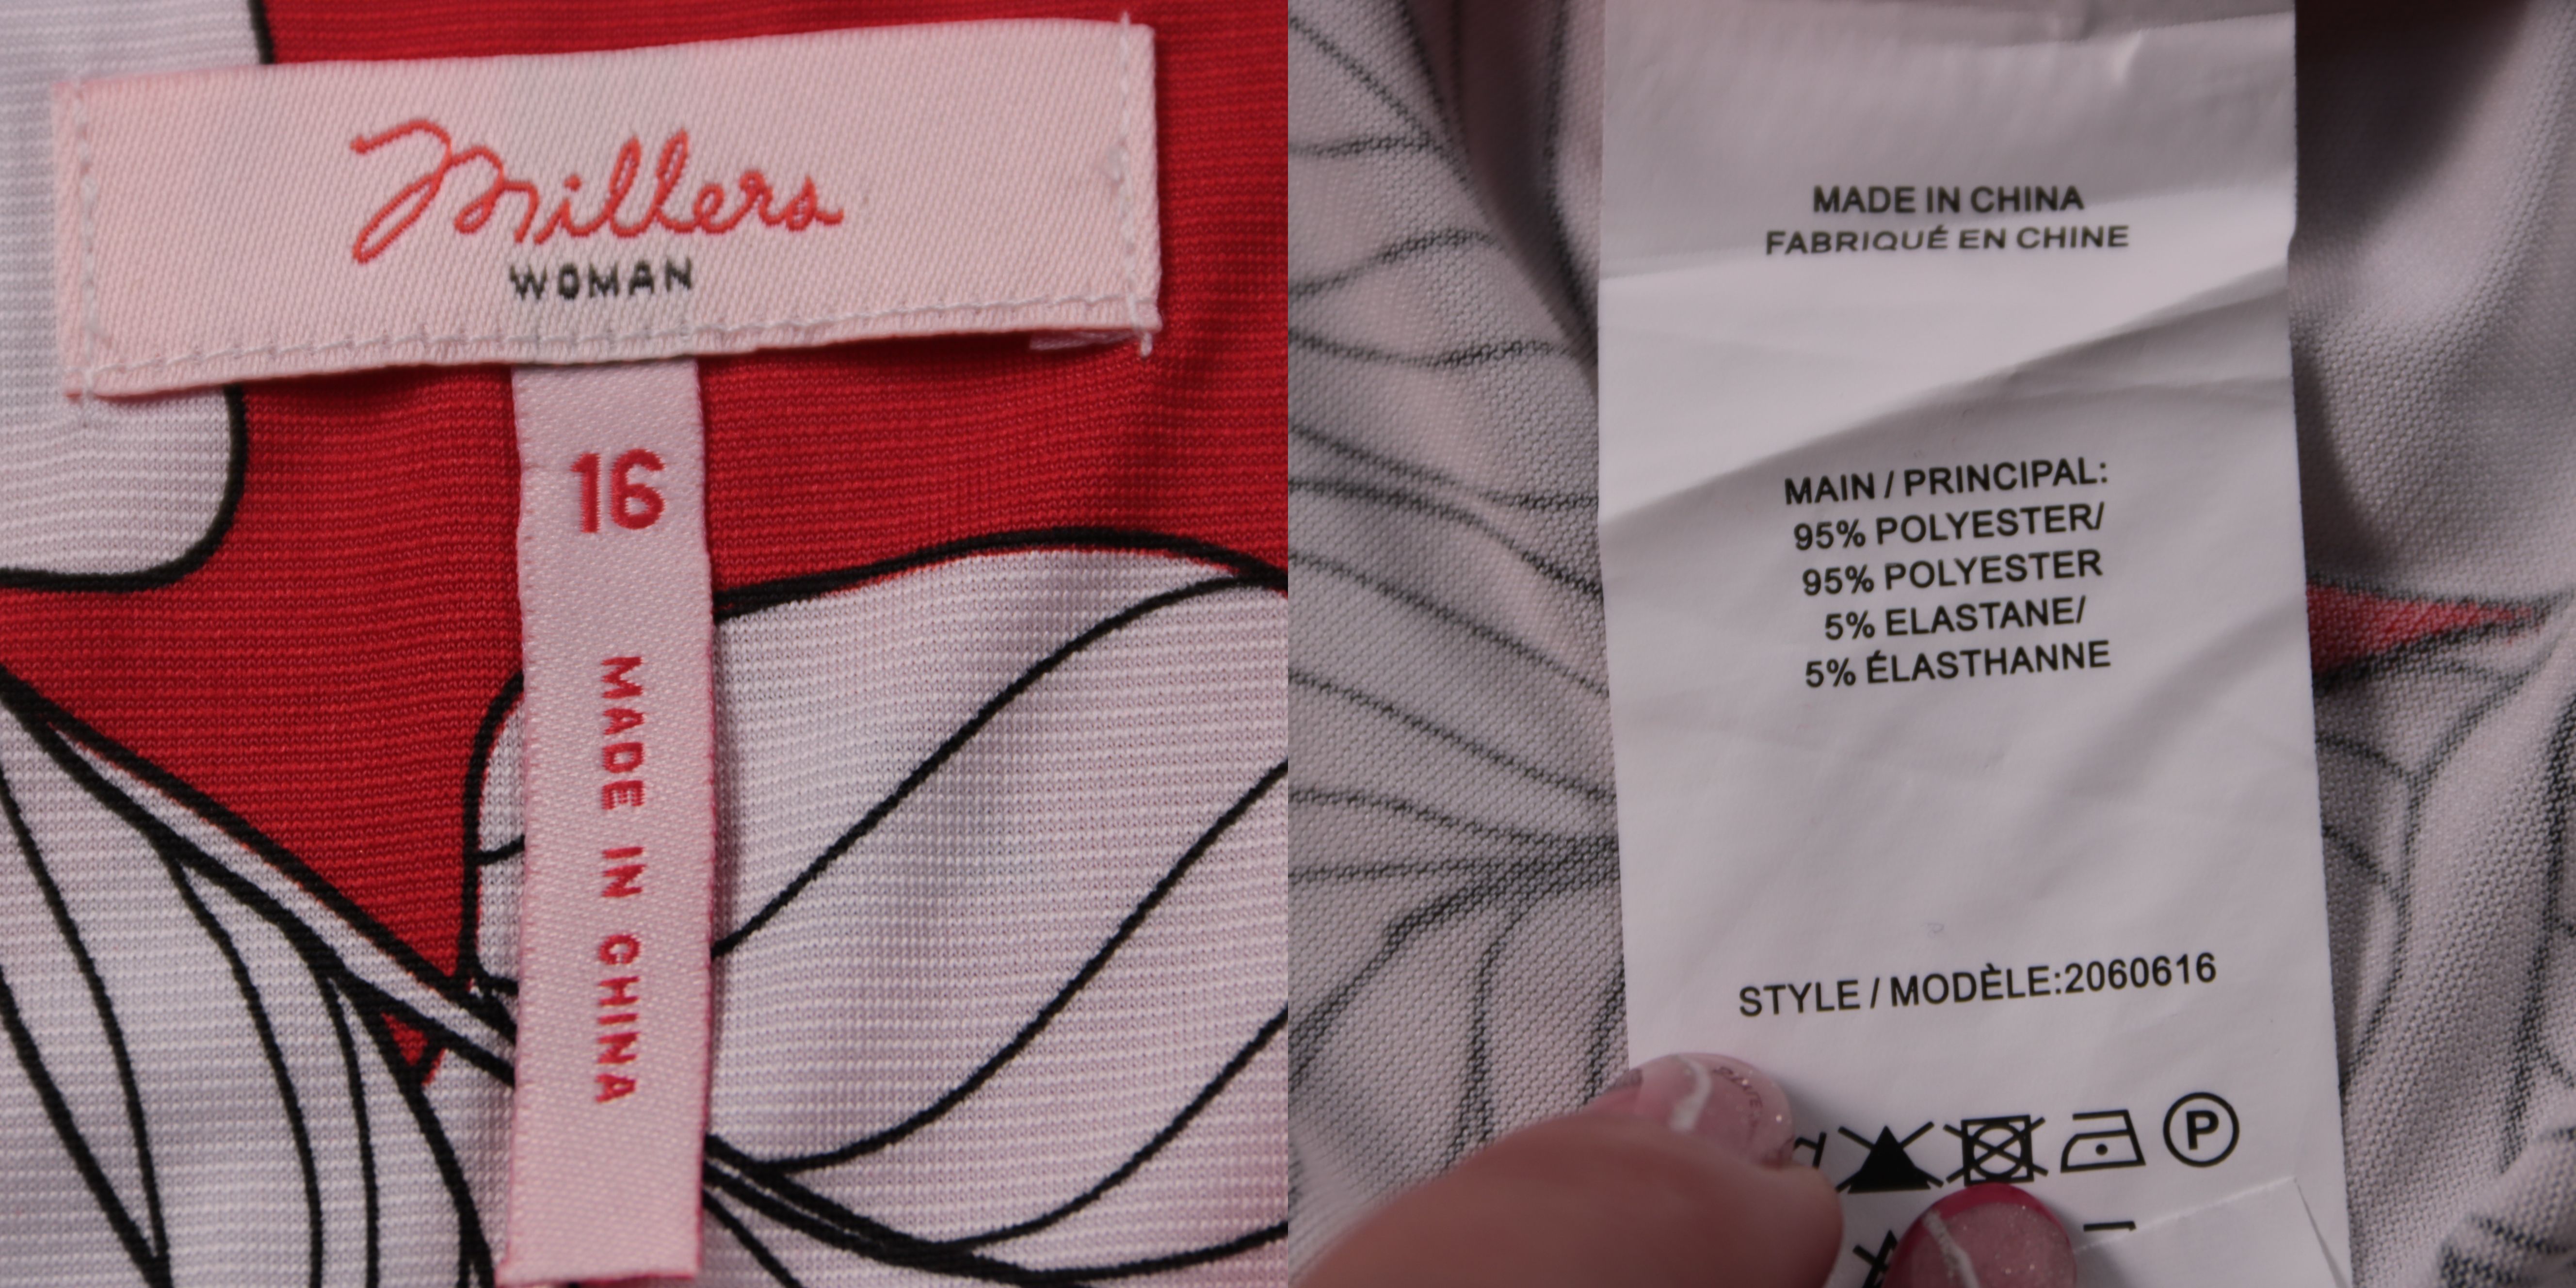 Millers
WOMAN
16
MADE IN CHINA
MADE IN CHINA
FABRIQUÉ EN CHINE
MAIN / PRINCIPAL:
95% POLYESTER/
95% POLYESTER
5% ELASTANE/
5% ÉLASTHANNE
STYLE / MODÈLE:2060616
P